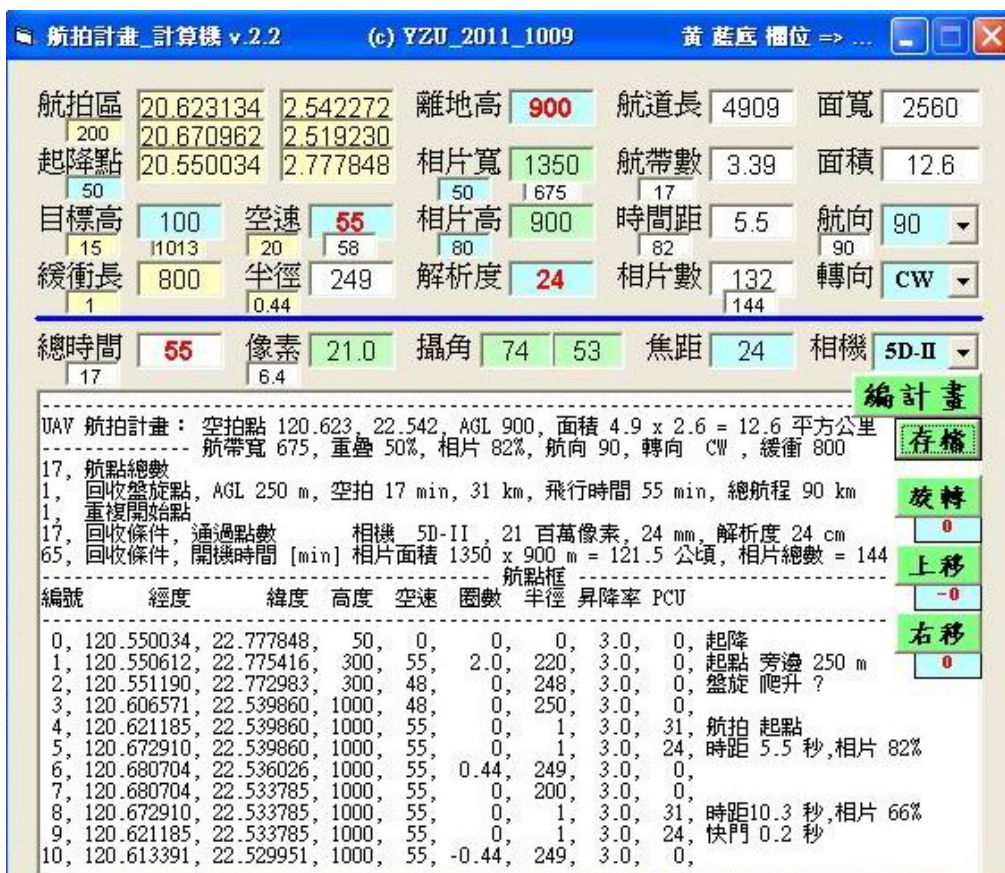 航拍計畫_計算機 v.2.2 (c) YZU_2011_1009 黃 藍底 欄位 => ...
航拍區 20.623134 2.542272 離地高 900 航道長 4909 面寬 2560
200 20.670962 2.519230
起降點 20.550034 2.777848 相片寬 1350 航帶數 3.39 面積 12.6
50 50 675 17
目標高 100 空速 55 相片高 900 時間距 5.5 航向 90
15 1013 20 58 80 82 90
緩衝長 800 半徑 249 解析度 24 相片數 132 轉向 CW
1 0.44 144
總時間 55 像素 21.0 攝角 74 53 焦距 24 相機 5D-II
17 6.4
編計畫
存檔
旋轉
0
上移
-0
右移
0
UAV 航拍計畫: 空拍點 120.623, 22.542, AGL 900, 面積 4.9 x 2.6 = 12.6 平方公里
航帶寬 675, 重疊 50%, 相片 82%, 航向 90, 轉向 CW , 緩衝 800
17, 航點總數
1, 回收盤旋點, AGL 250 m, 空拍 17 min, 31 km, 飛行時間 55 min, 總航程 90 km
1, 重複開始點
17, 回收條件, 通過點數 相機 5D-II , 21 百萬像素, 24 mm, 解析度 24 cm
65, 回收條件, 開機時間 [min] 相片面積 1350 x 900 m = 121.5 公頃, 相片總數 = 144
航點框
編號 經度 緯度 高度 空速 圈數 半徑 昇降率 PCU
0, 120.550034, 22.777848, 50, 0, 0, 0, 3.0, 0, 起降
1, 120.550612, 22.775416, 300, 55, 2.0, 220, 3.0, 0, 起點 旁邊 250 m
2, 120.551190, 22.772983, 300, 48, 0, 248, 3.0, 0, 盤旋 爬升 ?
3, 120.606571, 22.539860, 1000, 48, 0, 250, 3.0, 0,
4, 120.621185, 22.539860, 1000, 55, 0, 1, 3.0, 31, 航拍 起點
5, 120.672910, 22.539860, 1000, 55, 0, 1, 3.0, 24, 時距 5.5 秒,相片 82%
6, 120.680704, 22.536026, 1000, 55, 0.44, 249, 3.0, 0,
7, 120.680704, 22.533785, 1000, 55, 0, 200, 3.0, 0,
8, 120.672910, 22.533785, 1000, 55, 0, 1, 3.0, 31, 時距10.3 秒,相片 66%
9, 120.621185, 22.533785, 1000, 55, 0, 1, 3.0, 24, 快門 0.2 秒
10, 120.613391, 22.529951, 1000, 55, -0.44, 249, 3.0, 0,